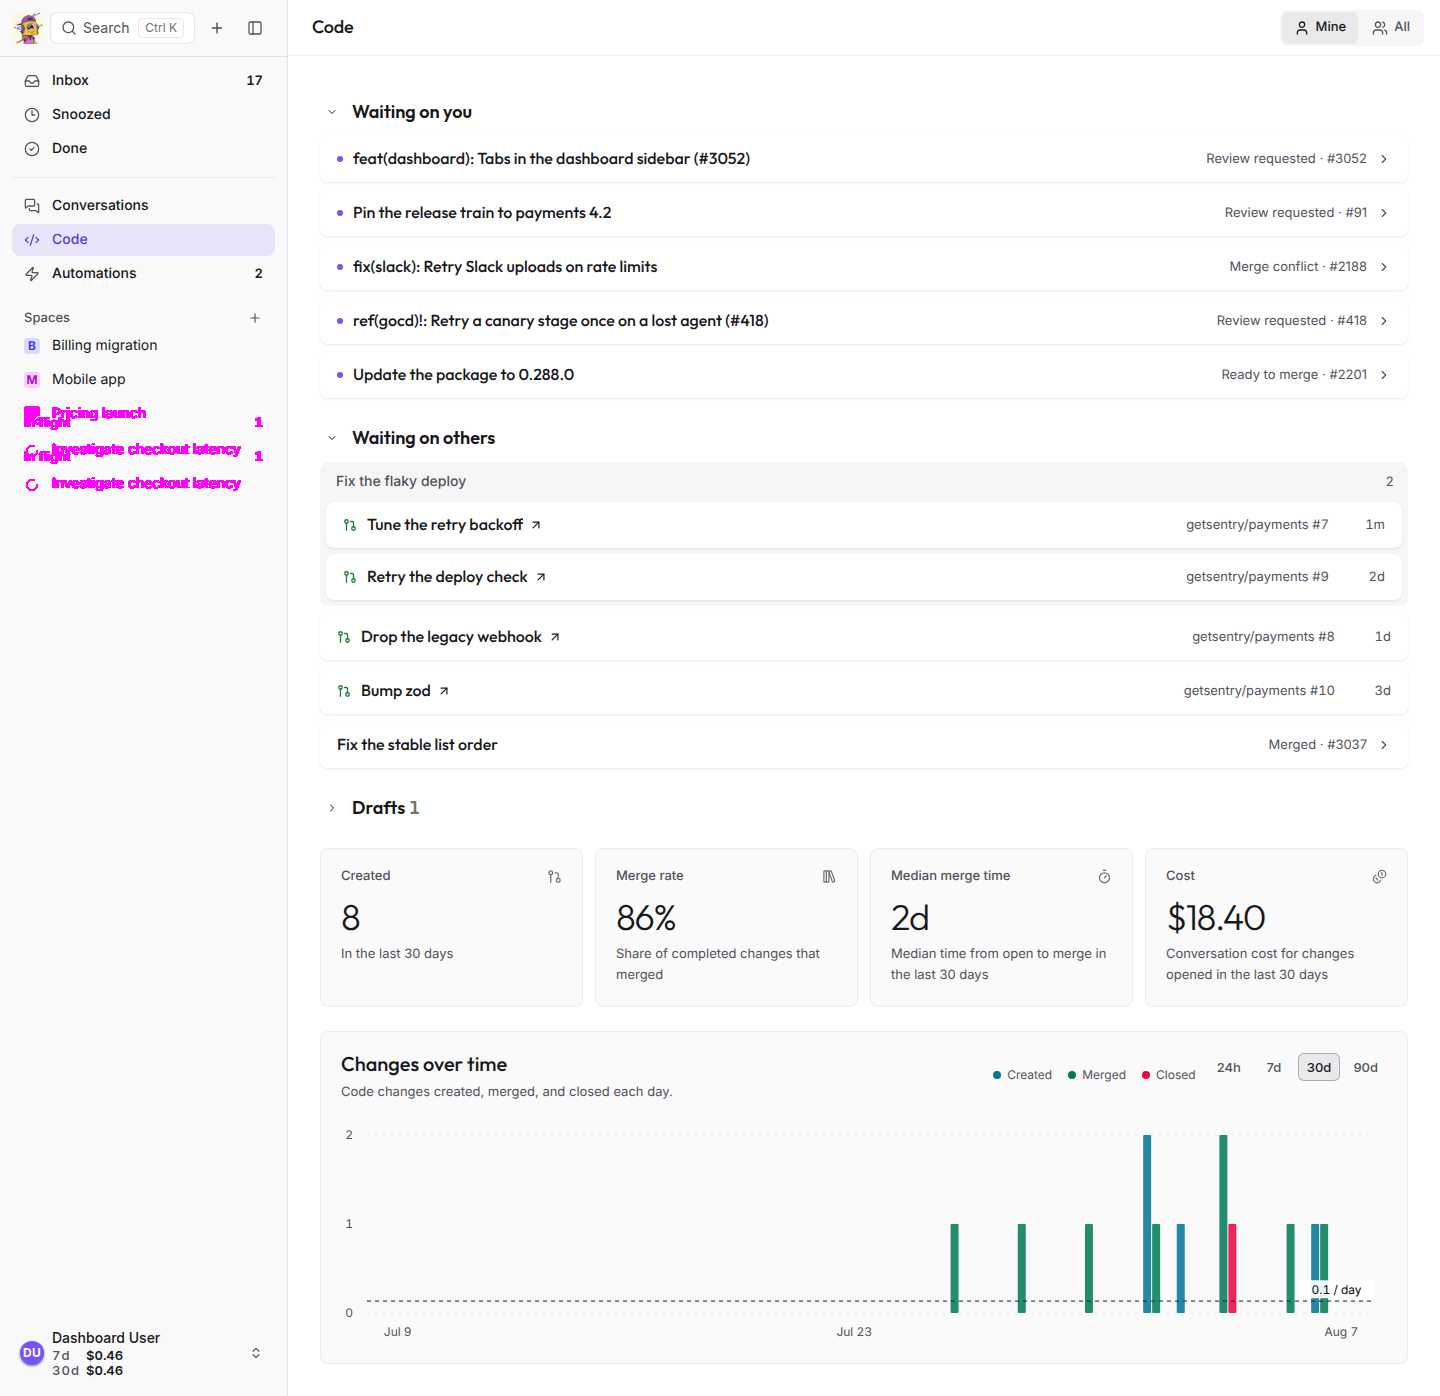 Search Ctrl K
Inbox 17
Snoozed
Done
Conversations
Code
Automations 2
Spaces
B Billing migration
M Mobile app
Pricing launch
In flight 1
Investigate checkout latency
In flight 1
Investigate checkout latency
DU Dashboard User
7d $0.46
30d $0.46
Code
Mine All
Waiting on you
feat(dashboard): Tabs in the dashboard sidebar (#3052) Review requested · #3052
Pin the release train to payments 4.2 Review requested · #91
fix(slack): Retry Slack uploads on rate limits Merge conflict · #2188
ref(gocd)!: Retry a canary stage once on a lost agent (#418) Review requested · #418
Update the package to 0.288.0 Ready to merge · #2201
Waiting on others
Fix the flaky deploy 2
Tune the retry backoff getsentry/payments #7 1m
Retry the deploy check getsentry/payments #9 2d
Drop the legacy webhook getsentry/payments #8 1d
Bump zod getsentry/payments #10 3d
Fix the stable list order Merged · #3037
Drafts 1
Created
8
In the last 30 days
Merge rate
86%
Share of completed changes that
merged
Median merge time
2d
Median time from open to merge in
the last 30 days
Cost
$18.40
Conversation cost for changes
opened in the last 30 days
Changes over time
Code changes created, merged, and closed each day.
Created Merged Closed 24h 7d 30d 90d
2
1
0
0.1 / day
Jul 9 Jul 23 Aug 7